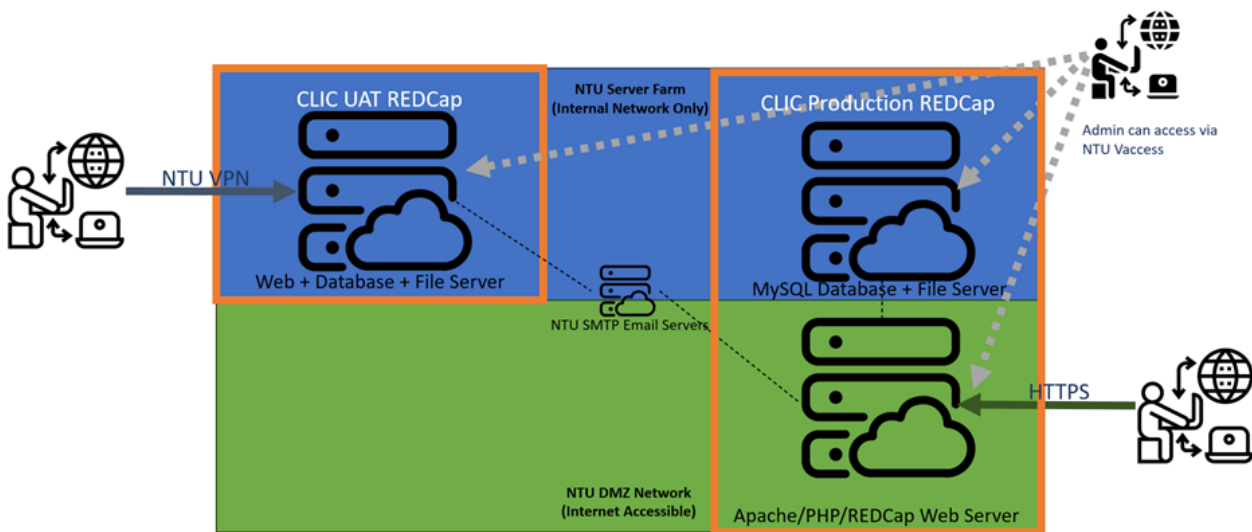 CLIC UAT REDCap
NTU Server Farm
(Internal Network Only)
CLIC Production REDCap
Admin can access via
NTU Vaccess
NTU VPN
Web + Database + File Server
MySQL Database + File Server
NTU SMTP Email Servers
HTTPS
NTU DMZ Network
(Internet Accessible)
Apache/PHP/REDCap Web Server